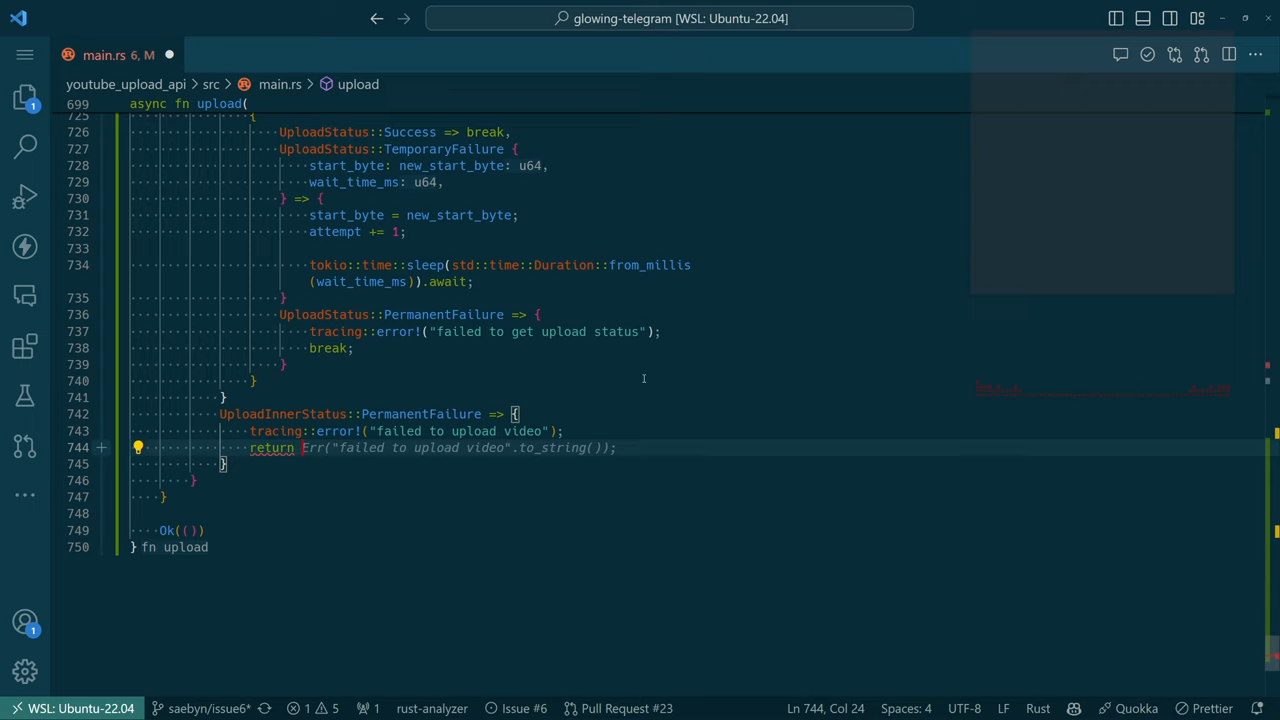 glowing-telegram [WSL: Ubuntu-22.04]
main.rs 6, M
youtube_upload_api > src > main.rs > upload
699 async fn upload(
725 {
726 UploadStatus::Success => break,
727 UploadStatus::TemporaryFailure {
728 start_byte: new_start_byte: u64,
729 wait_time_ms: u64,
730 } => {
731 start_byte = new_start_byte;
732 attempt += 1;
733
734 tokio::time::sleep(std::time::Duration::from_millis
(wait_time_ms)).await;
735 }
736 UploadStatus::PermanentFailure => {
737 tracing::error!("failed to get upload status");
738 break;
739 }
740 }
741 }
742 UploadInnerStatus::PermanentFailure => {
743 tracing::error!("failed to upload video");
744 return Err("failed to upload video".to_string());
745 }
746 }
747 }
748
749 Ok(())
750 } fn upload
1
1
WSL: Ubuntu-22.04 saebyn/issue6* 1 5 1 rust-analyzer Issue #6 Pull Request #23 Ln 744, Col 24 Spaces: 4 UTF-8 LF Rust Quokka Prettier